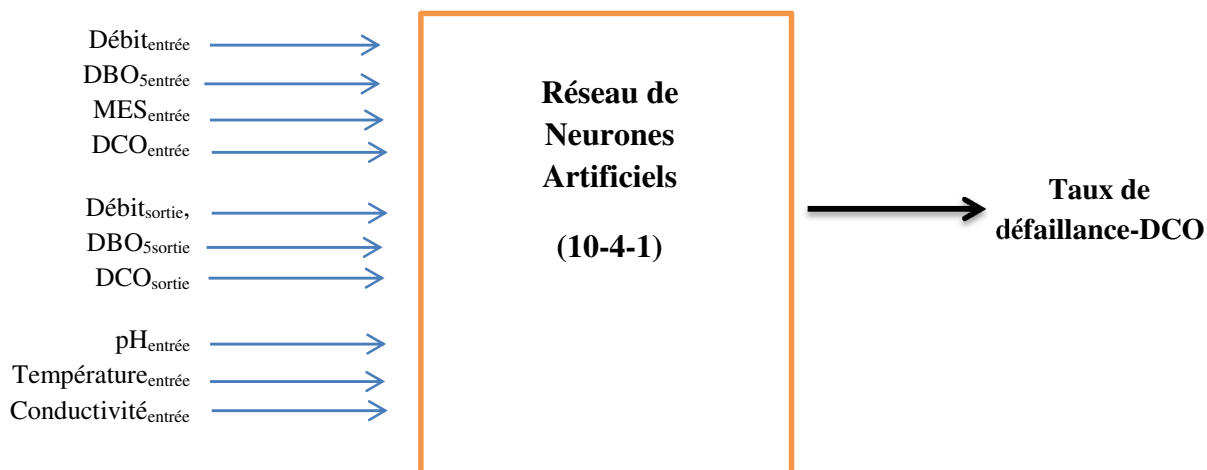 Débitentrée
DBO5entrée
MESentrée
DCOentrée
Débitsortie,
DBO5sortie
DCOsortie
pHentrée
Températureentrée
Conductivitéentrée
Réseau de
Neurones
Artificiels
(10-4-1)
Taux de
défaillance-DCO